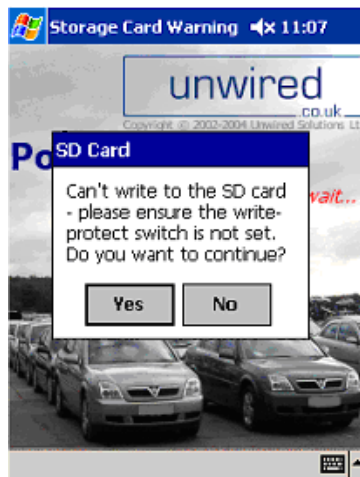 Storage Card Warning 11:07
unwired
.co.uk
Copyright © 2002-2004 Unwired Solutions Lt
Po
SD Card
wait...
Can't write to the SD card
- please ensure the write-
protect switch is not set.
Do you want to continue?
Yes No